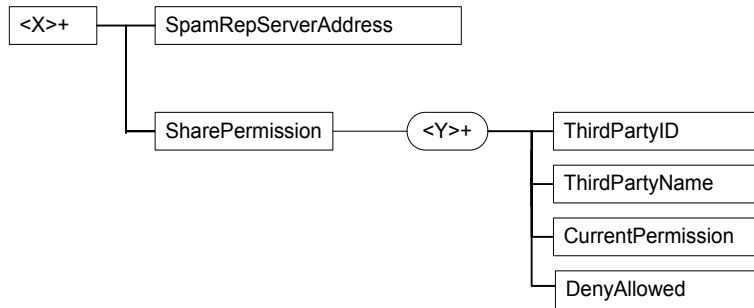 <X>+
SpamRepServerAddress
SharePermission
<Y>+
ThirdPartyID
ThirdPartyName
CurrentPermission
DenyAllowed